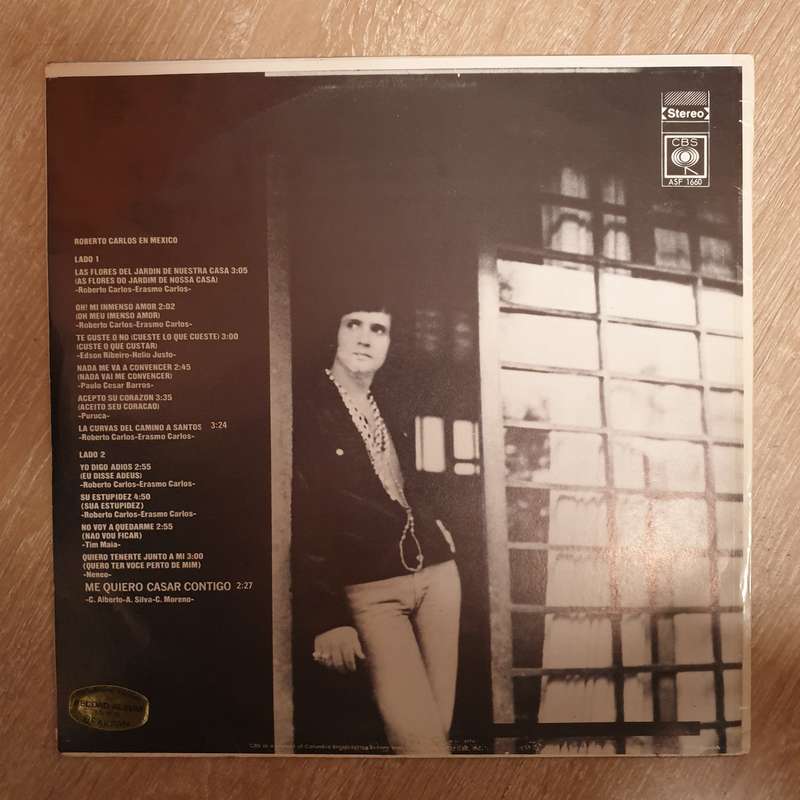 Stereo
CBS
ASF 1660
ROBERTO CARLOS EN MEXICO
LADO 1
LAS FLORES DEL JARDIN DE NUESTRA CASA 3:05
(AS FLORES DO JARDIM DE NOSSA CASA)
-Roberto Carlos-Erasmo Carlos-
OH! MI INMENSO AMOR 2:02
(OH MEU IMENSO AMOR)
-Roberto Carlos-Erasmo Carlos-
TE GUSTE O NO (CUESTE LO QUE CUESTE) 3:00
(CUSTE O QUE CUSTAR)
-Edson Ribeiro-Helio Justo-
NADA ME VA A CONVENCER 2:45
(NADA VAI ME CONVENCER)
-Paulo Cesar Barros-
ACEPTO SU CORAZON 3:35
(ACEITO SEU CORACAO)
-Puruca-
LA CURVAS DEL CAMINO A SANTOS 3:24
-Roberto Carlos-Erasmo Carlos-
LADO 2
YO DIGO ADIOS 2:55
(EU DISSE ADEUS)
-Roberto Carlos-Erasmo Carlos-
SU ESTUPIDEZ 4:50
(SUA ESTUPIDEZ)
-Roberto Carlos-Erasmo Carlos-
NO VOY A QUEDARME 2:55
(NAO VOU FICAR)
-Tim Maia-
QUIERO TENERTE JUNTO A MI 3:00
(QUERO TER VOCE PERTO DE MIM)
-Neneo-
ME QUIERO CASAR CONTIGO 2:27
-C. Alberto-A. Silva-C. Moreno-
RECORD ALBUM